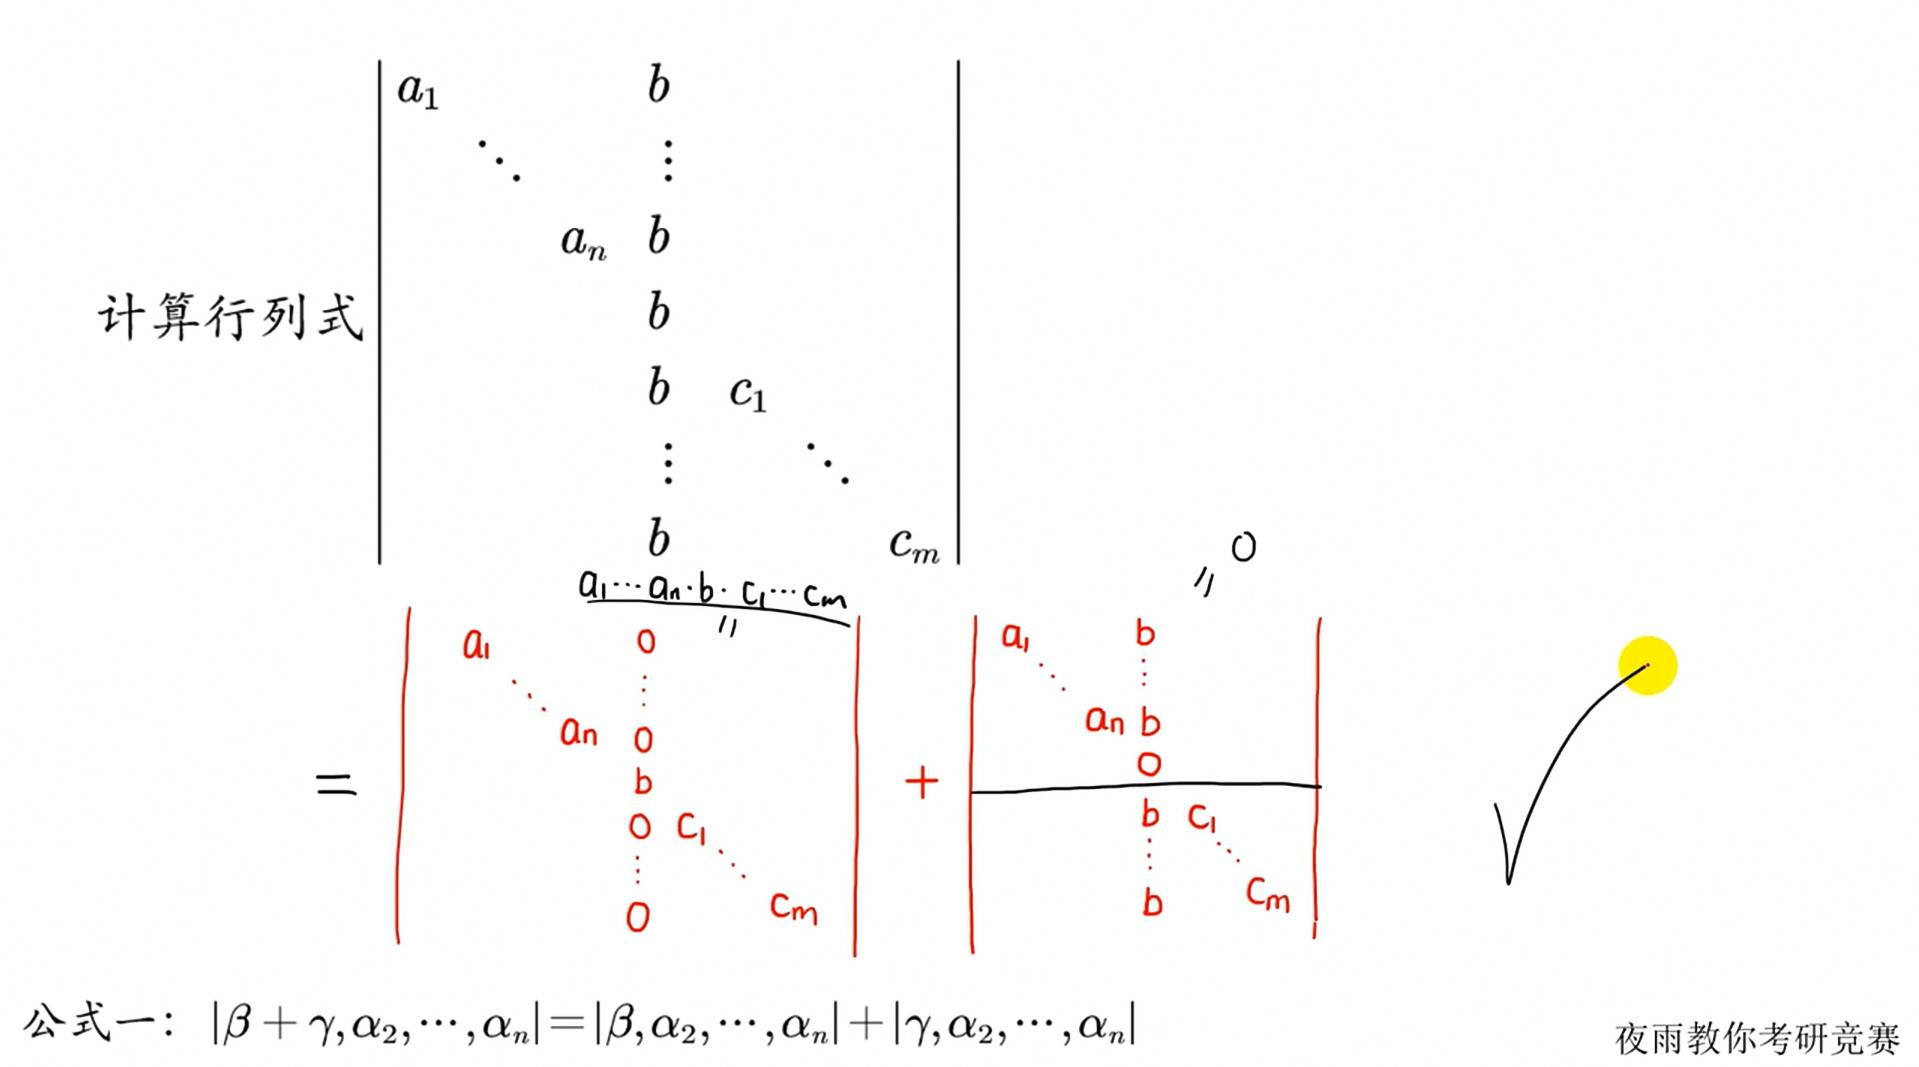 a₁ b
⋱ ⋮
aₙ b
计算行列式 b
b c₁
⋮ ⋱
b cₘ
a₁⋯aₙ·b·c₁⋯cₘ 0
= =
a₁ 0 a₁ b
⋱ ⋮ ⋱ ⋮
aₙ 0 aₙ b
= b + 0
0 c₁ b c₁
⋮ ⋱ ⋮ ⋱
0 cₘ b cₘ
公式一: |β+γ,α₂,⋯,αₙ|=|β,α₂,⋯,αₙ|+|γ,α₂,⋯,αₙ|
夜雨教你考研竞赛